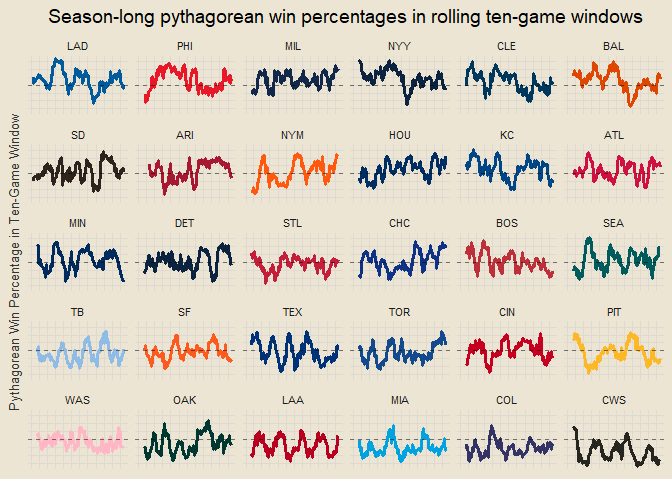 Season-long pythagorean win percentages in rolling ten-game windows
Pythagorean Win Percentage in Ten-Game Window
LAD PHI MIL NYY CLE BAL
SD ARI NYM HOU KC ATL
MIN DET STL CHC BOS SEA
TB SF TEX TOR CIN PIT
WAS OAK LAA MIA COL CWS